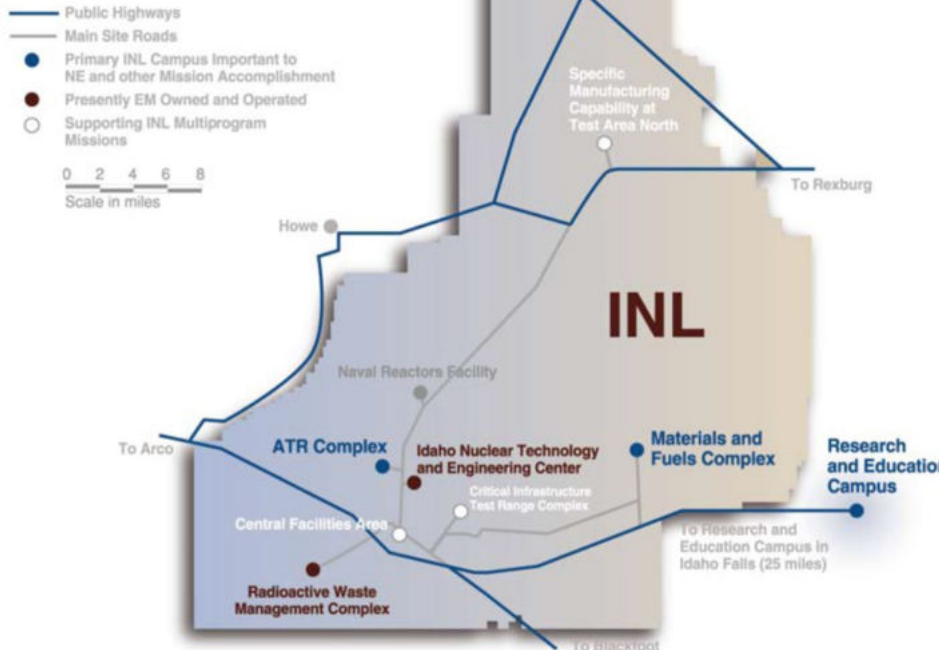 Public Highways
Main Site Roads
Primary INL Campus Important to
NE and other Mission Accomplishment
Presently EM Owned and Operated
Supporting INL Multiprogram
Missions
0 2 4 6 8
Scale in miles
Specific
Manufacturing
Capability at
Test Area North
To Rexburg
Howe
INL
Naval Reactors Facility
To Arco
ATR Complex
Idaho Nuclear Technology
and Engineering Center
Materials and
Fuels Complex
Research
and Education
Campus
Critical Infrastructure
Test Range Complex
Central Facilities Area
To Research and
Education Campus in
Idaho Falls (25 miles)
Radioactive Waste
Management Complex
To Blackfoot